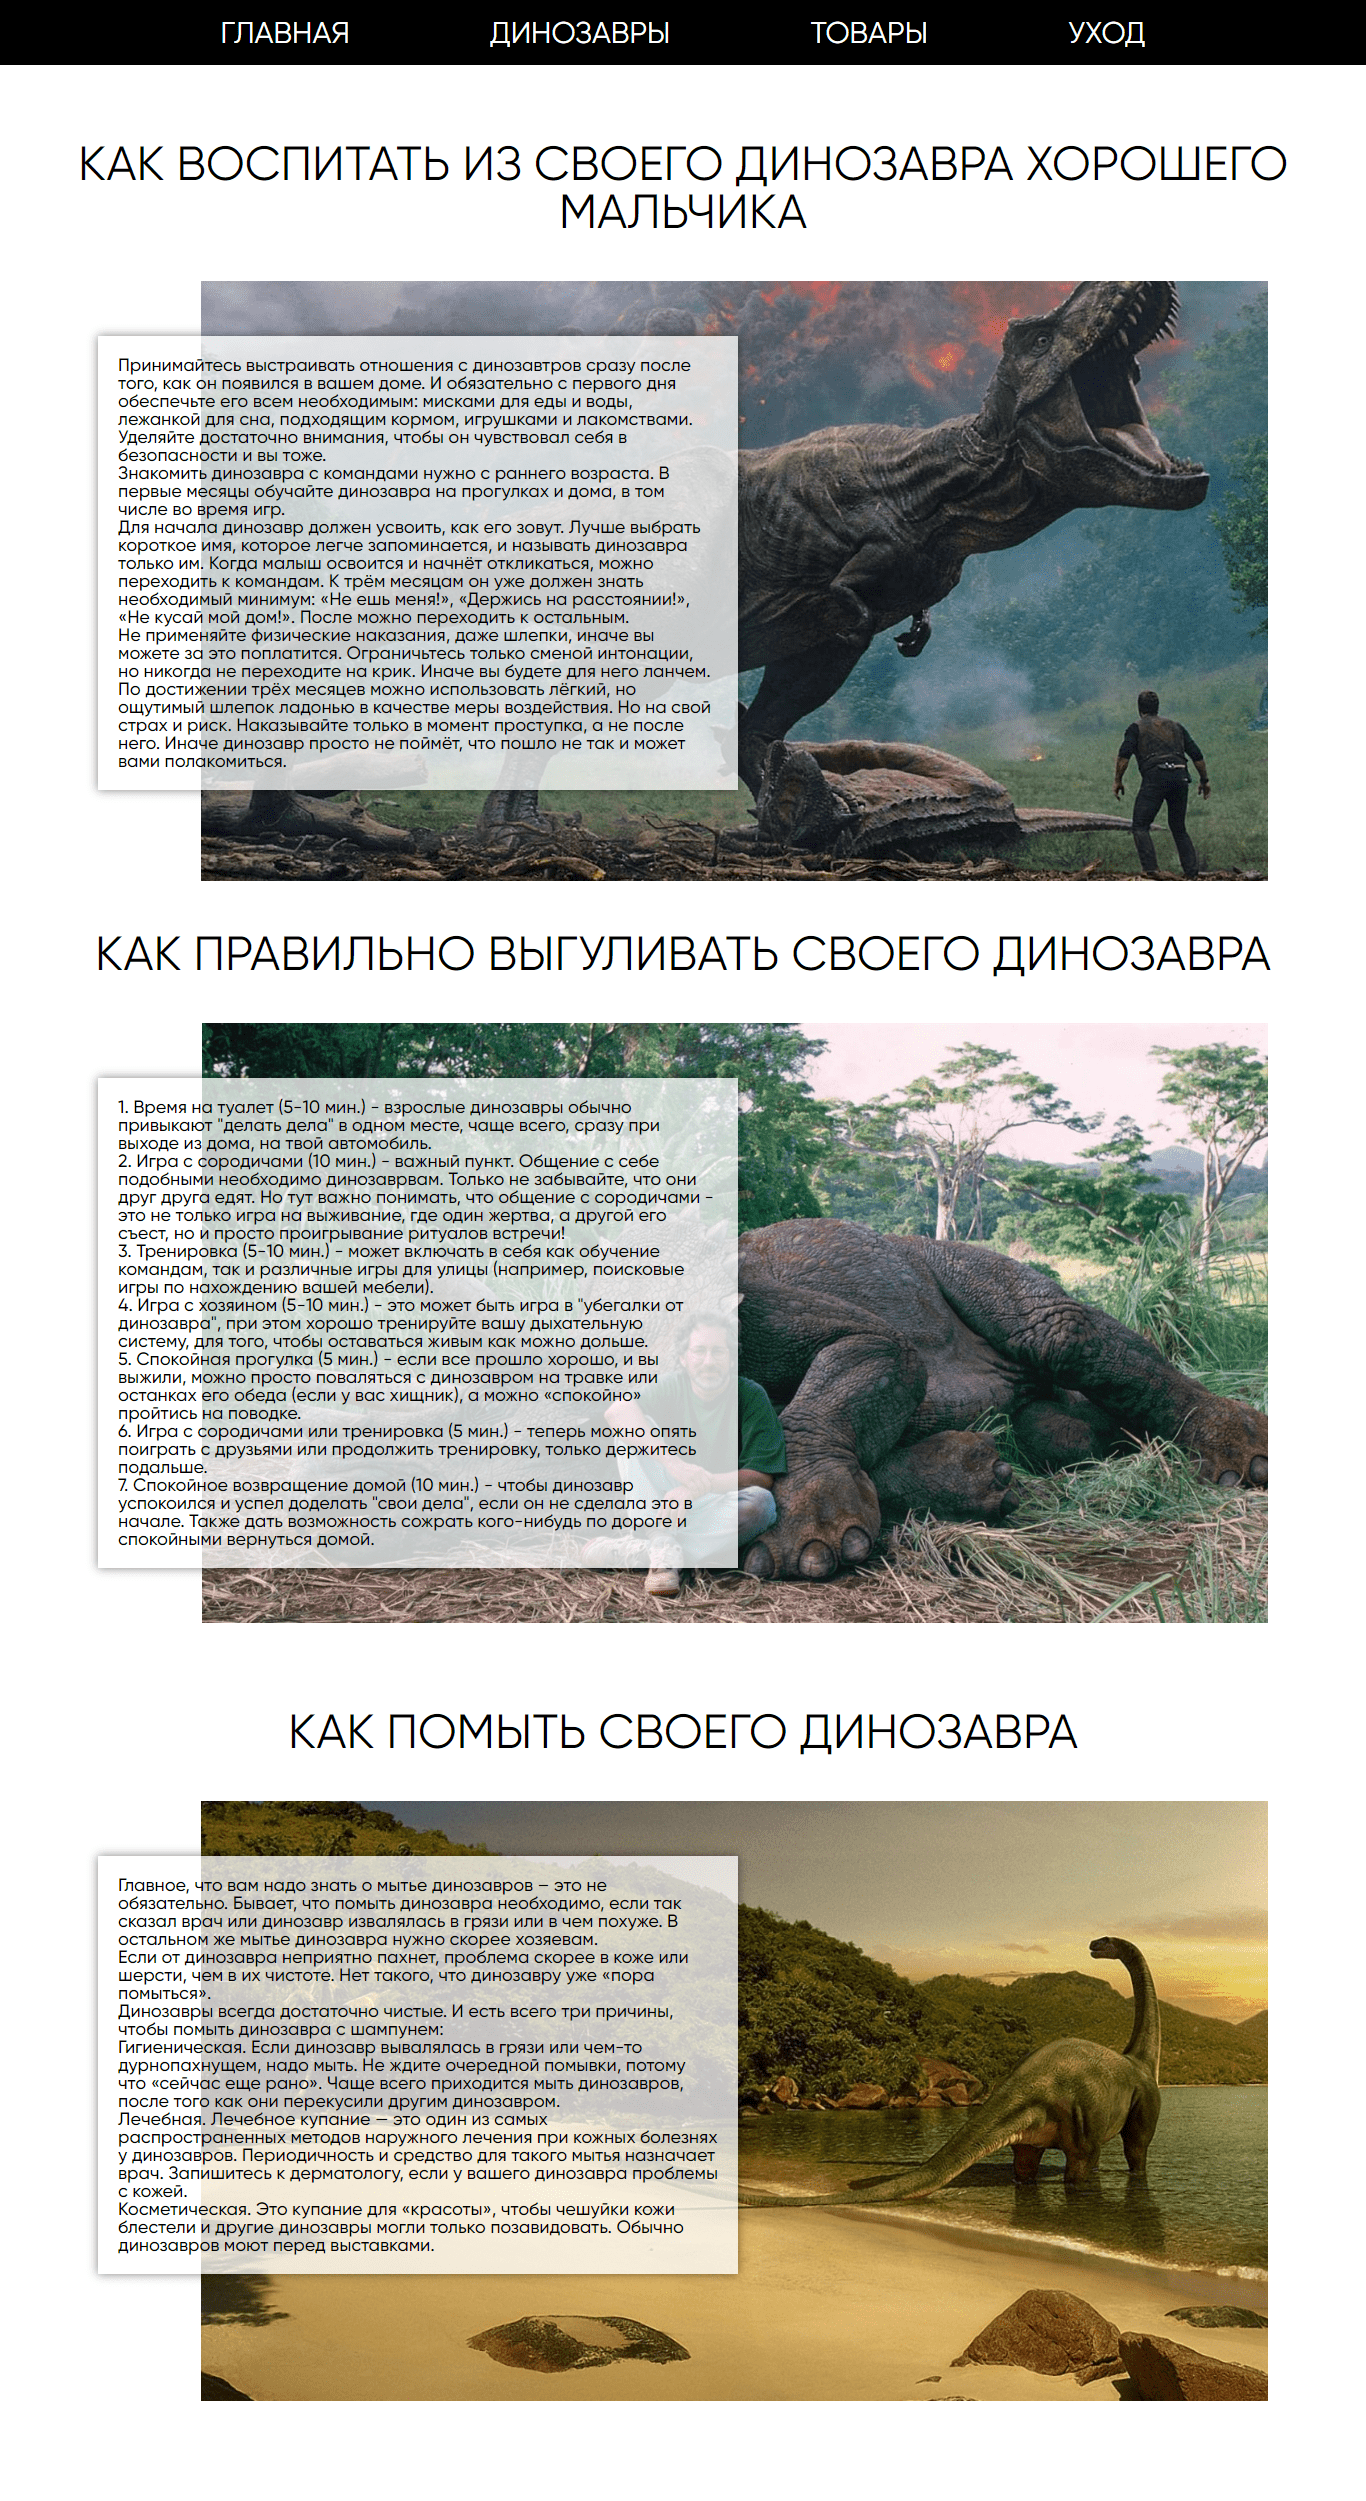 ГЛАВНАЯ ДИНОЗАВРЫ ТОВАРЫ УХОД
КАК ВОСПИТАТЬ ИЗ СВОЕГО ДИНОЗАВРА ХОРОШЕГО
МАЛЬЧИКА
Принимайтесь выстраивать отношения с динозавтров сразу после
того, как он появился в вашем доме. И обязательно с первого дня
обеспечьте его всем необходимым: мисками для еды и воды,
лежанкой для сна, подходящим кормом, игрушками и лакомствами.
Уделяйте достаточно внимания, чтобы он чувствовал себя в
безопасности и вы тоже.
Знакомить динозавра с командами нужно с раннего возраста. В
первые месяцы обучайте динозавра на прогулках и дома, в том
числе во время игр.
Для начала динозавр должен усвоить, как его зовут. Лучше выбрать
короткое имя, которое легче запоминается, и называть динозавра
только им. Когда малыш освоится и начнёт откликаться, можно
переходить к командам. К трём месяцам он уже должен знать
необходимый минимум: «Не ешь меня!», «Держись на расстоянии!»,
«Не кусай мой дом!». После можно переходить к остальным.
Не применяйте физические наказания, даже шлепки, иначе вы
можете за это поплатится. Ограничьтесь только сменой интонации,
но никогда не переходите на крик. Иначе вы будете для него ланчем.
По достижении трёх месяцев можно использовать лёгкий, но
ощутимый шлепок ладонью в качестве меры воздействия. Но на свой
страх и риск. Наказывайте только в момент проступка, а не после
него. Иначе динозавр просто не поймёт, что пошло не так и может
вами полакомиться.
КАК ПРАВИЛЬНО ВЫГУЛИВАТЬ СВОЕГО ДИНОЗАВРА
1. Время на туалет (5-10 мин.) - взрослые динозавры обычно
привыкают "делать дела" в одном месте, чаще всего, сразу при
выходе из дома, на твой автомобиль.
2. Игра с сородичами (10 мин.) - важный пункт. Общение с себе
подобными необходимо динозаврвам. Только не забывайте, что они
друг друга едят. Но тут важно понимать, что общение с сородичами -
это не только игра на выживание, где один жертва, а другой его
съест, но и просто проигрывание ритуалов встречи!
3. Тренировка (5-10 мин.) - может включать в себя как обучение
командам, так и различные игры для улицы (например, поисковые
игры по нахождению вашей мебели).
4. Игра с хозяином (5-10 мин.) - это может быть игра в "убегалки от
динозавра", при этом хорошо тренируйте вашу дыхательную
систему, для того, чтобы оставаться живым как можно дольше.
5. Спокойная прогулка (5 мин.) - если все прошло хорошо, и вы
выжили, можно просто поваляться с динозавром на травке или
останках его обеда (если у вас хищник), а можно «спокойно»
пройтись на поводке.
6. Игра с сородичами или тренировка (5 мин.) - теперь можно опять
поиграть с друзьями или продолжить тренировку, только держитесь
подальше.
7. Спокойное возвращение домой (10 мин.) - чтобы динозавр
успокоился и успел доделать "свои дела", если он не сделала это в
начале. Также дать возможность сожрать кого-нибудь по дороге и
спокойными вернуться домой.
КАК ПОМЫТЬ СВОЕГО ДИНОЗАВРА
Главное, что вам надо знать о мытье динозавров – это не
обязательно. Бывает, что помыть динозавра необходимо, если так
сказал врач или динозавр извалялась в грязи или в чем похуже. В
остальном же мытье динозавра нужно скорее хозяевам.
Если от динозавра неприятно пахнет, проблема скорее в коже или
шерсти, чем в их чистоте. Нет такого, что динозавру уже «пора
помыться».
Динозавры всегда достаточно чистые. И есть всего три причины,
чтобы помыть динозавра с шампунем:
Гигиеническая. Если динозавр вывалялась в грязи или чем-то
дурнопахнущем, надо мыть. Не ждите очередной помывки, потому
что «сейчас еще рано». Чаще всего приходится мыть динозавров,
после того как они перекусили другим динозавром.
Лечебная. Лечебное купание — это один из самых
распространенных методов наружного лечения при кожных болезнях
у динозавров. Периодичность и средство для такого мытья назначает
врач. Запишитесь к дерматологу, если у вашего динозавра проблемы
с кожей.
Косметическая. Это купание для «красоты», чтобы чешуйки кожи
блестели и другие динозавры могли только позавидовать. Обычно
динозавров моют перед выставками.